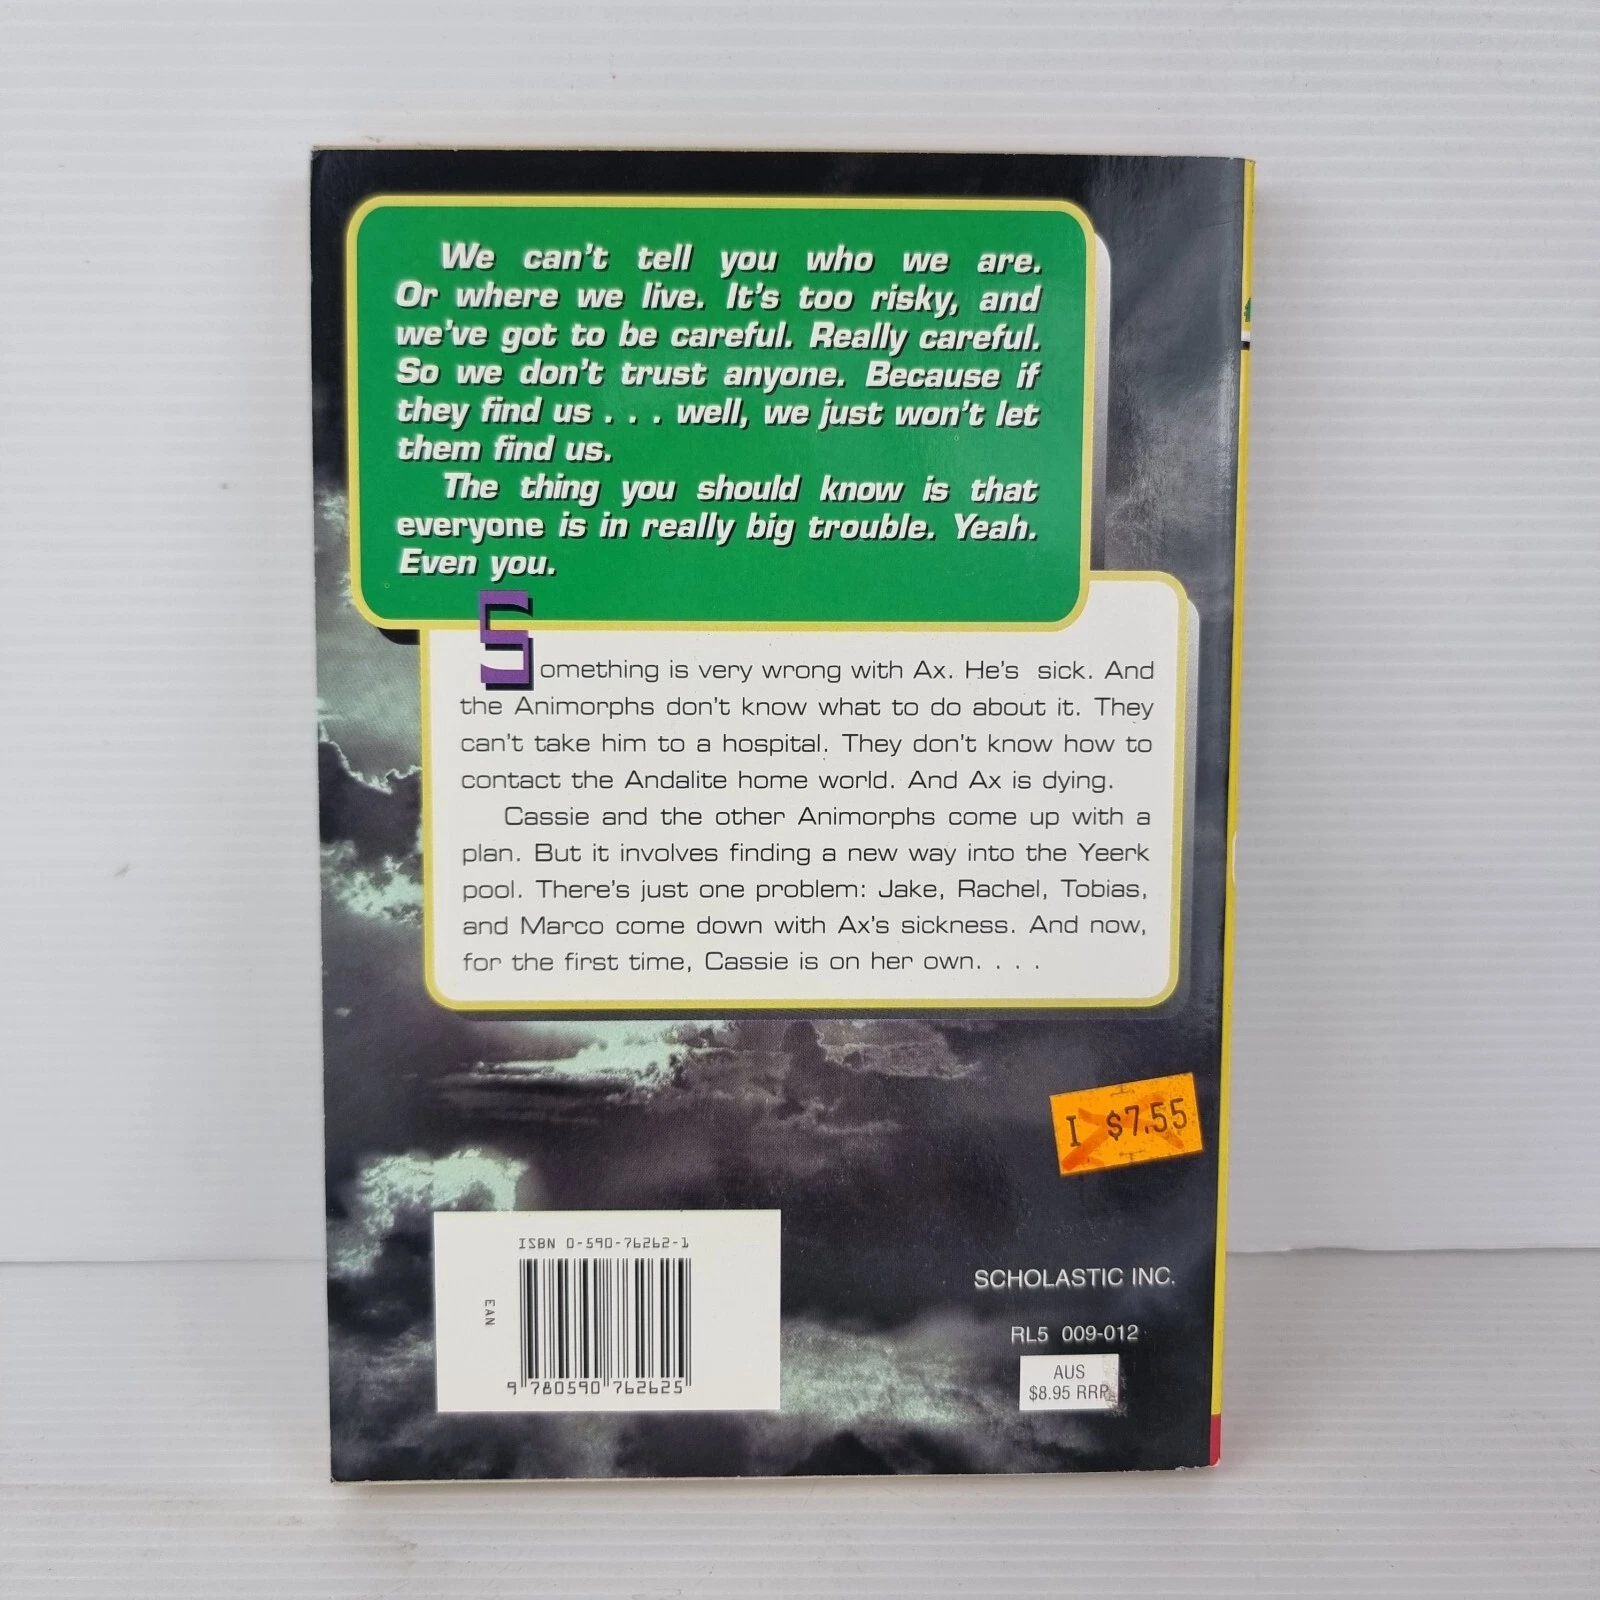 We can't tell you who we are.
Or where we live. It's too risky, and
we've got to be careful. Really careful.
So we don't trust anyone. Because if
they find us . . . well, we just won't let
them find us.
The thing you should know is that
everyone is in really big trouble. Yeah.
Even you.
Something is very wrong with Ax. He's sick. And
the Animorphs don't know what to do about it. They
can't take him to a hospital. They don't know how to
contact the Andalite home world. And Ax is dying.
Cassie and the other Animorphs come up with a
plan. But it involves finding a new way into the Yeerk
pool. There's just one problem: Jake, Rachel, Tobias,
and Marco come down with Ax's sickness. And now,
for the first time, Cassie is on her own. . . .
I $7.55
ISBN 0-590-76262-1
EAN
9 780590 762625
SCHOLASTIC INC.
RL5 009-012
AUS
$8.95 RRP